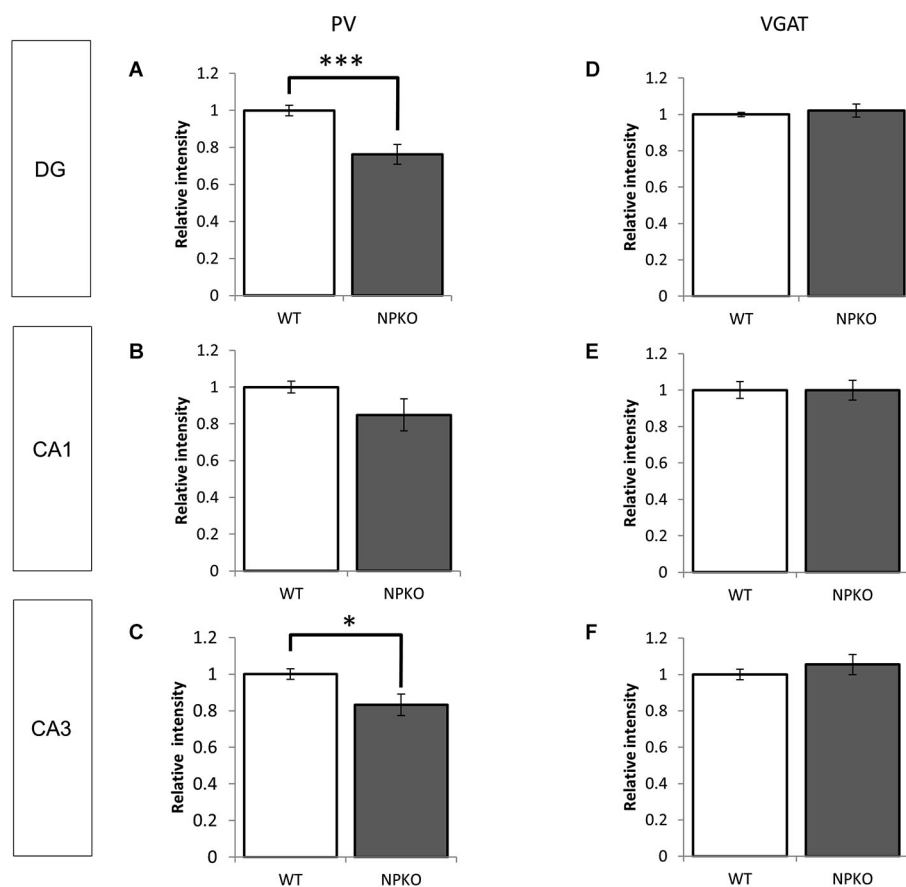 PV
VGAT
DG
A
***
Relative intensity
1.2
1
0.8
0.6
0.4
0.2
0
WT
NPKO
D
Relative intensity
1.2
1
0.8
0.6
0.4
0.2
0
WT
NPKO
CA1
B
Relative intensity
1.2
1
0.8
0.6
0.4
0.2
0
WT
NPKO
E
Relative intensity
1.2
1
0.8
0.6
0.4
0.2
0
WT
NPKO
CA3
C
*
Relative intensity
1.2
1
0.8
0.6
0.4
0.2
0
WT
NPKO
F
Relative intensity
1.2
1
0.8
0.6
0.4
0.2
0
WT
NPKO